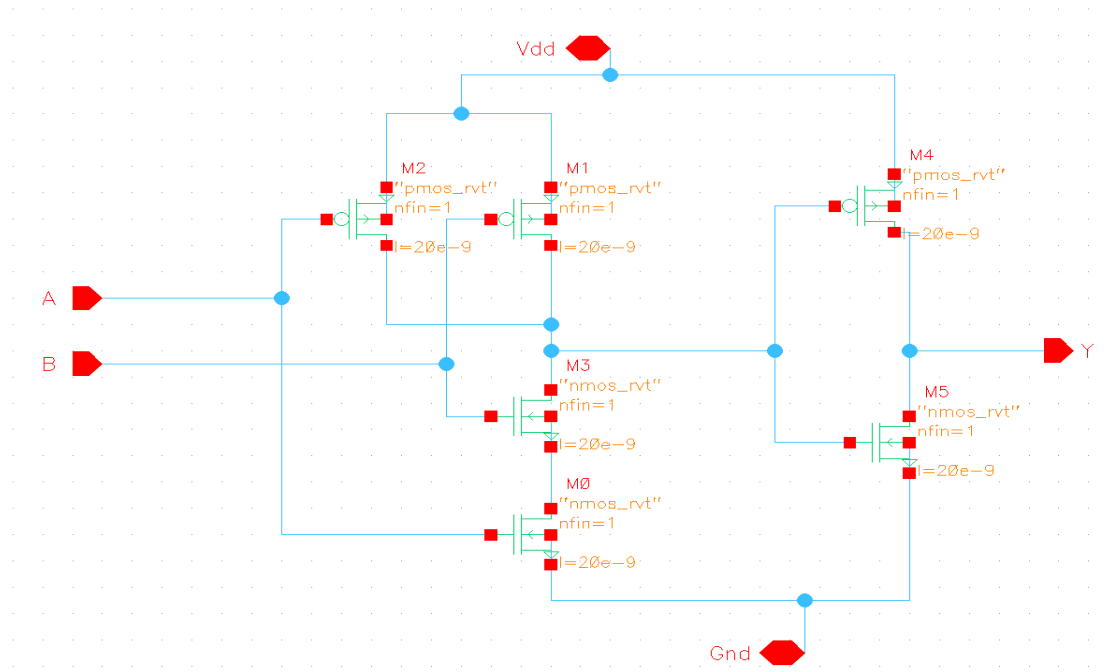 Vdd
M2
"pmos_rvt"
nfin=1
l=20e-9
M1
"pmos_rvt"
nfin=1
l=20e-9
M4
"pmos_rvt"
nfin=1
l=20e-9
A
B
Y
M3
"nmos_rvt"
nfin=1
l=20e-9
M5
"nmos_rvt"
nfin=1
l=20e-9
M0
"nmos_rvt"
nfin=1
l=20e-9
Gnd